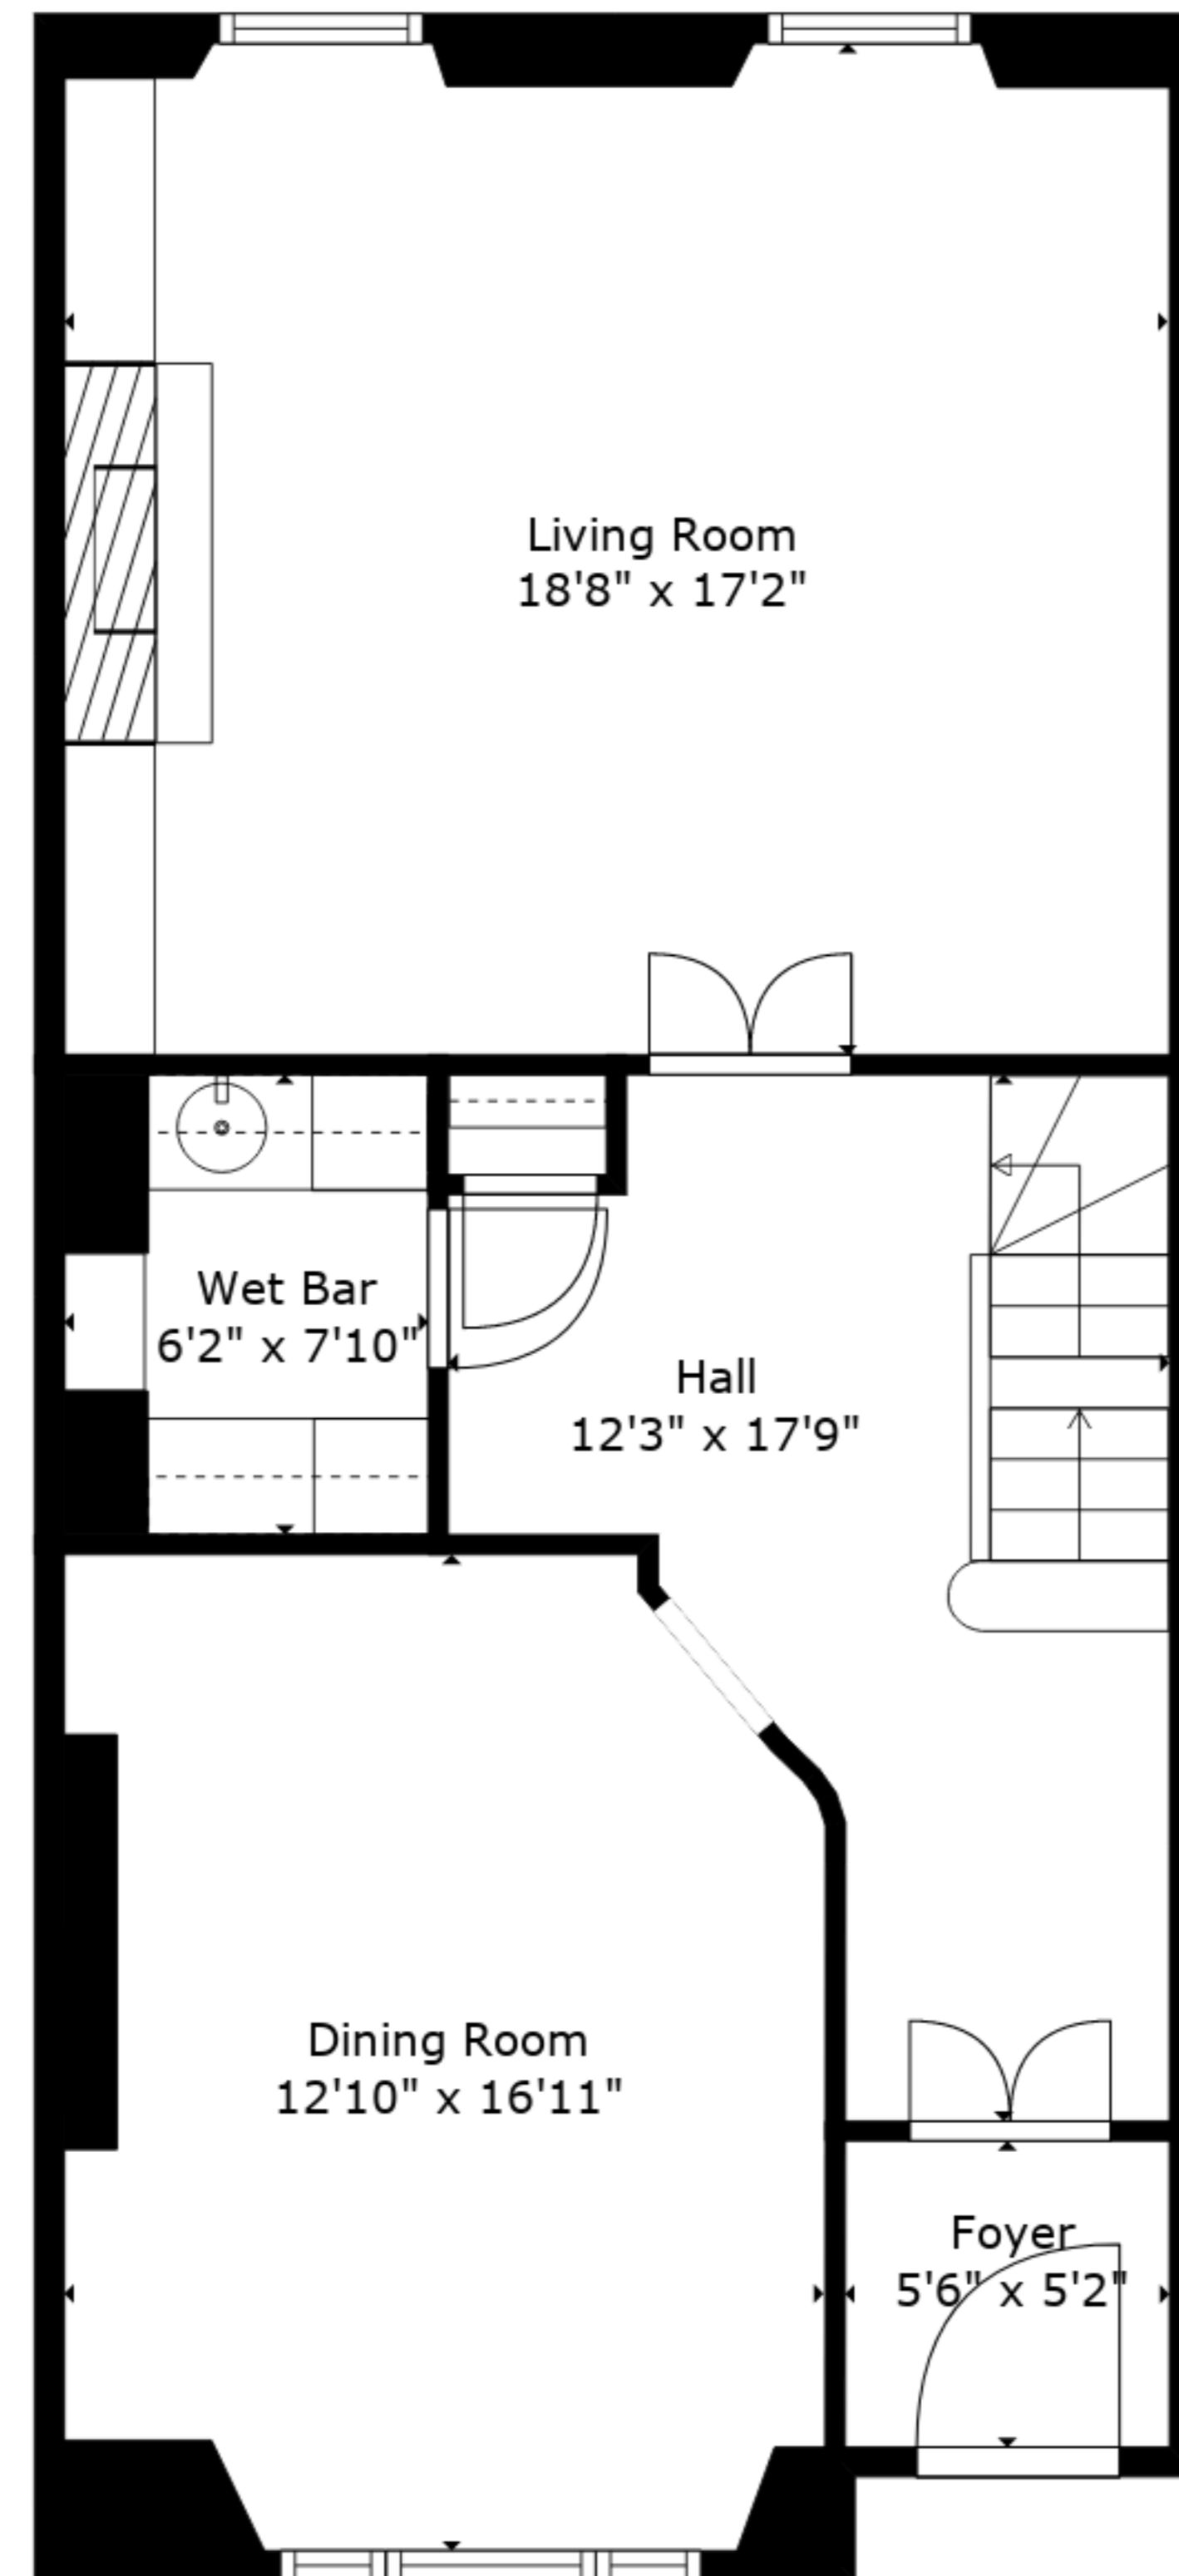 Living Room
18'8" x 17'2"
Wet Bar
6'2" x 7'10"
Hall
12'3" x 17'9"
Dining Room
12'10" x 16'11"
Foyer
5'6" x 5'2"